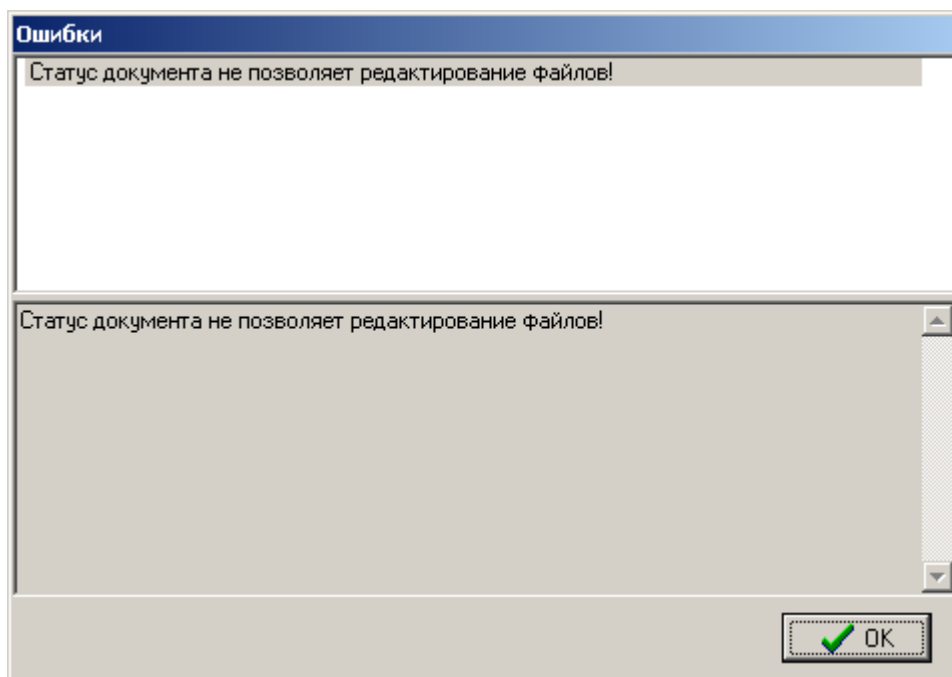 Ошибки
Статус документа не позволяет редактирование файлов!
Статус документа не позволяет редактирование файлов!
OK